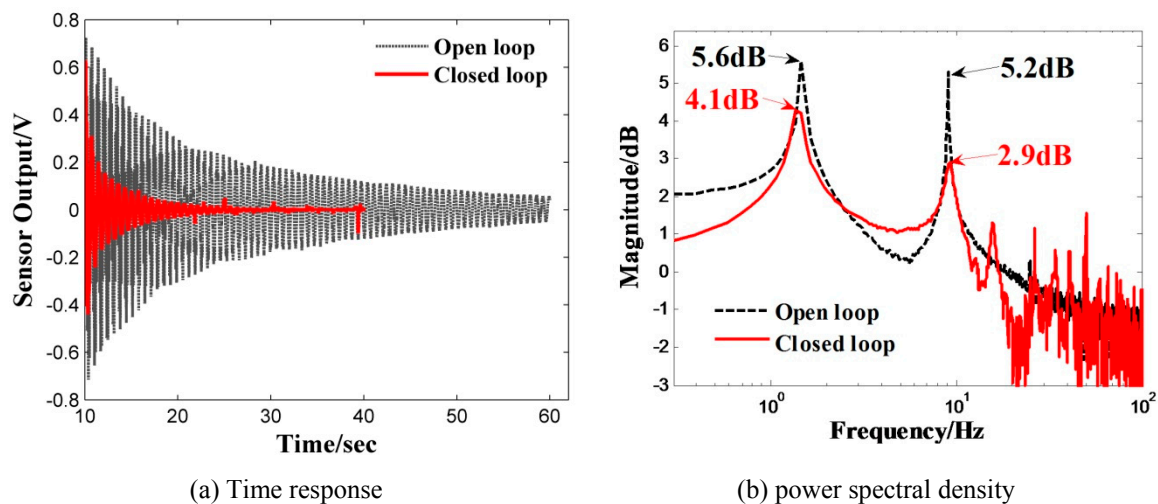 0.8
0.6
0.4
0.2
0
-0.2
-0.4
-0.6
-0.8
Sensor Output/V
Open loop
Closed loop
10 20 30 40 50 60
Time/sec
(a) Time response
6
5
4
3
2
1
0
-1
-2
-3
Magnitude/dB
5.6dB
5.2dB
4.1dB
2.9dB
Open loop
Closed loop
10^0 10^1 10^2
Frequency/Hz
(b) power spectral density